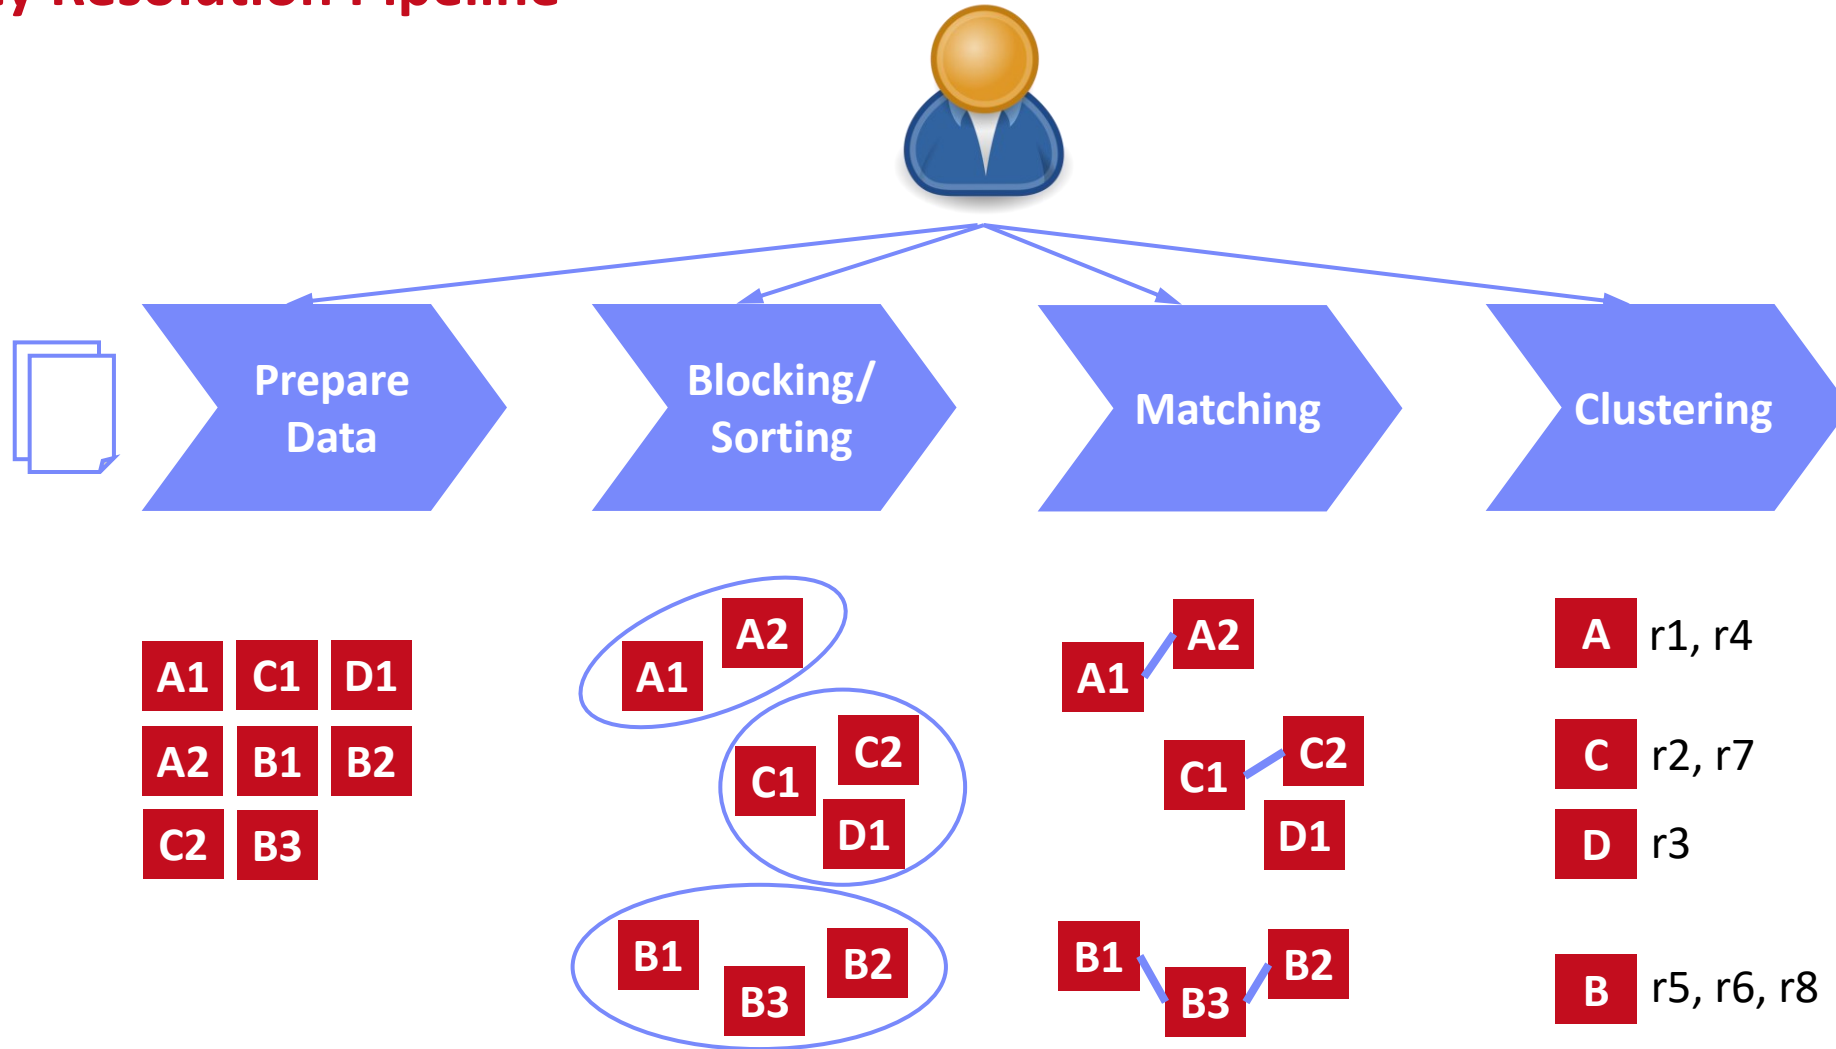 Resolution Pipeline
Prepare
Data
Blocking/
Sorting
Matching
Clustering
A1 C1 D1
A2 B1 B2
C2 B3
A2
A1
C2
C1
D1
B1
B2
B3
A2
A1
C2
C1
D1
B1
B2
B3
A r1, r4
C r2, r7
D r3
B r5, r6, r8